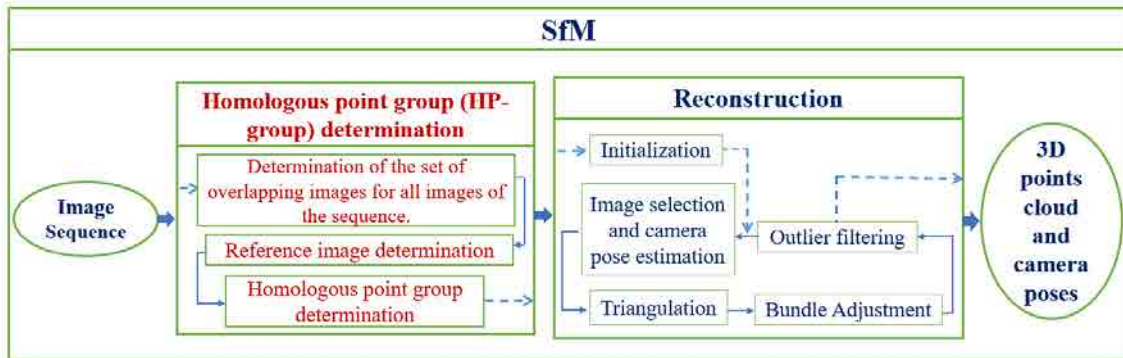 SfM
Image
Sequence
Homologous point group (HP-
group) determination
Determination of the set of
overlapping images for all images of
the sequence.
Reference image determination
Homologous point group
determination
Reconstruction
Initialization
Image selection
and camera
pose estimation
Outlier filtering
Triangulation
Bundle Adjustment
3D
points
cloud
and
camera
poses